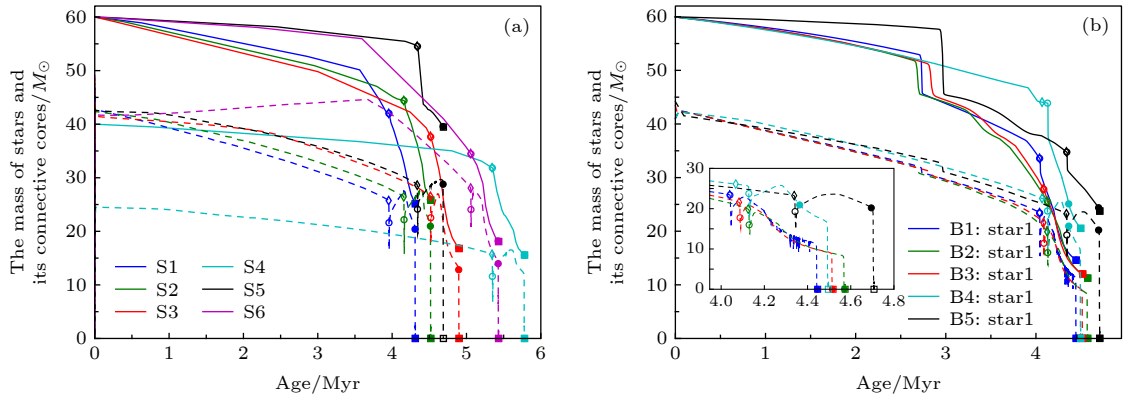 The mass of stars and
its connective cores/M☉
60
50
40
30
20
10
0
(a)
S1
S2
S3
S4
S5
S6
0 1 2 3 4 5 6
Age/Myr
The mass of stars and
its connective cores/M☉
60
50
40
30
20
10
0
(b)
30
20
10
0
4.0 4.2 4.4 4.6 4.8
B1: star1
B2: star1
B3: star1
B4: star1
B5: star1
0 1 2 3 4
Age/Myr